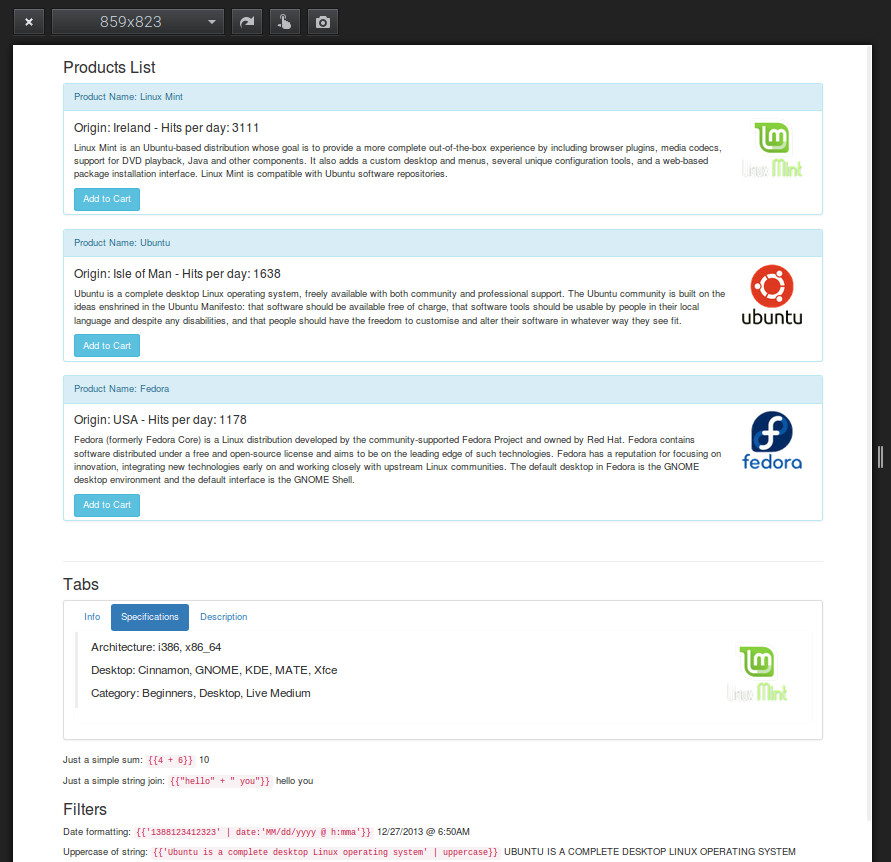 859x823
Products List
Product Name: Linux Mint
Origin: Ireland - Hits per day: 3111
Linux Mint is an Ubuntu-based distribution whose goal is to provide a more complete out-of-the-box experience by including browser plugins, media codecs,
support for DVD playback, Java and other components. It also adds a custom desktop and menus, several unique configuration tools, and a web-based
package installation interface. Linux Mint is compatible with Ubuntu software repositories.
Linux Mint
Add to Cart
Product Name: Ubuntu
Origin: Isle of Man - Hits per day: 1638
Ubuntu is a complete desktop Linux operating system, freely available with both community and professional support. The Ubuntu community is built on the
ideas enshrined in the Ubuntu Manifesto: that software should be available free of charge, that software tools should be usable by people in their local
language and despite any disabilities, and that people should have the freedom to customise and alter their software in whatever way they see fit.
ubuntu
Add to Cart
Product Name: Fedora
Origin: USA - Hits per day: 1178
Fedora (formerly Fedora Core) is a Linux distribution developed by the community-supported Fedora Project and owned by Red Hat. Fedora contains
software distributed under a free and open-source license and aims to be on the leading edge of such technologies. Fedora has a reputation for focusing on
innovation, integrating new technologies early on and working closely with upstream Linux communities. The default desktop in Fedora is the GNOME
desktop environment and the default interface is the GNOME Shell.
fedora
Add to Cart
Tabs
Info Specifications Description
Architecture: i386, x86_64
Desktop: Cinnamon, GNOME, KDE, MATE, Xfce
Category: Beginners, Desktop, Live Medium
Linux Mint
Just a simple sum: {{4 + 6}} 10
Just a simple string join: {{"hello" + " you"}} hello you
Filters
Date formatting: {{'1388123412323' | date:'MM/dd/yyyy @ h:mma'}} 12/27/2013 @ 6:50AM
Uppercase of string: {{'Ubuntu is a complete desktop Linux operating system' | uppercase}} UBUNTU IS A COMPLETE DESKTOP LINUX OPERATING SYSTEM